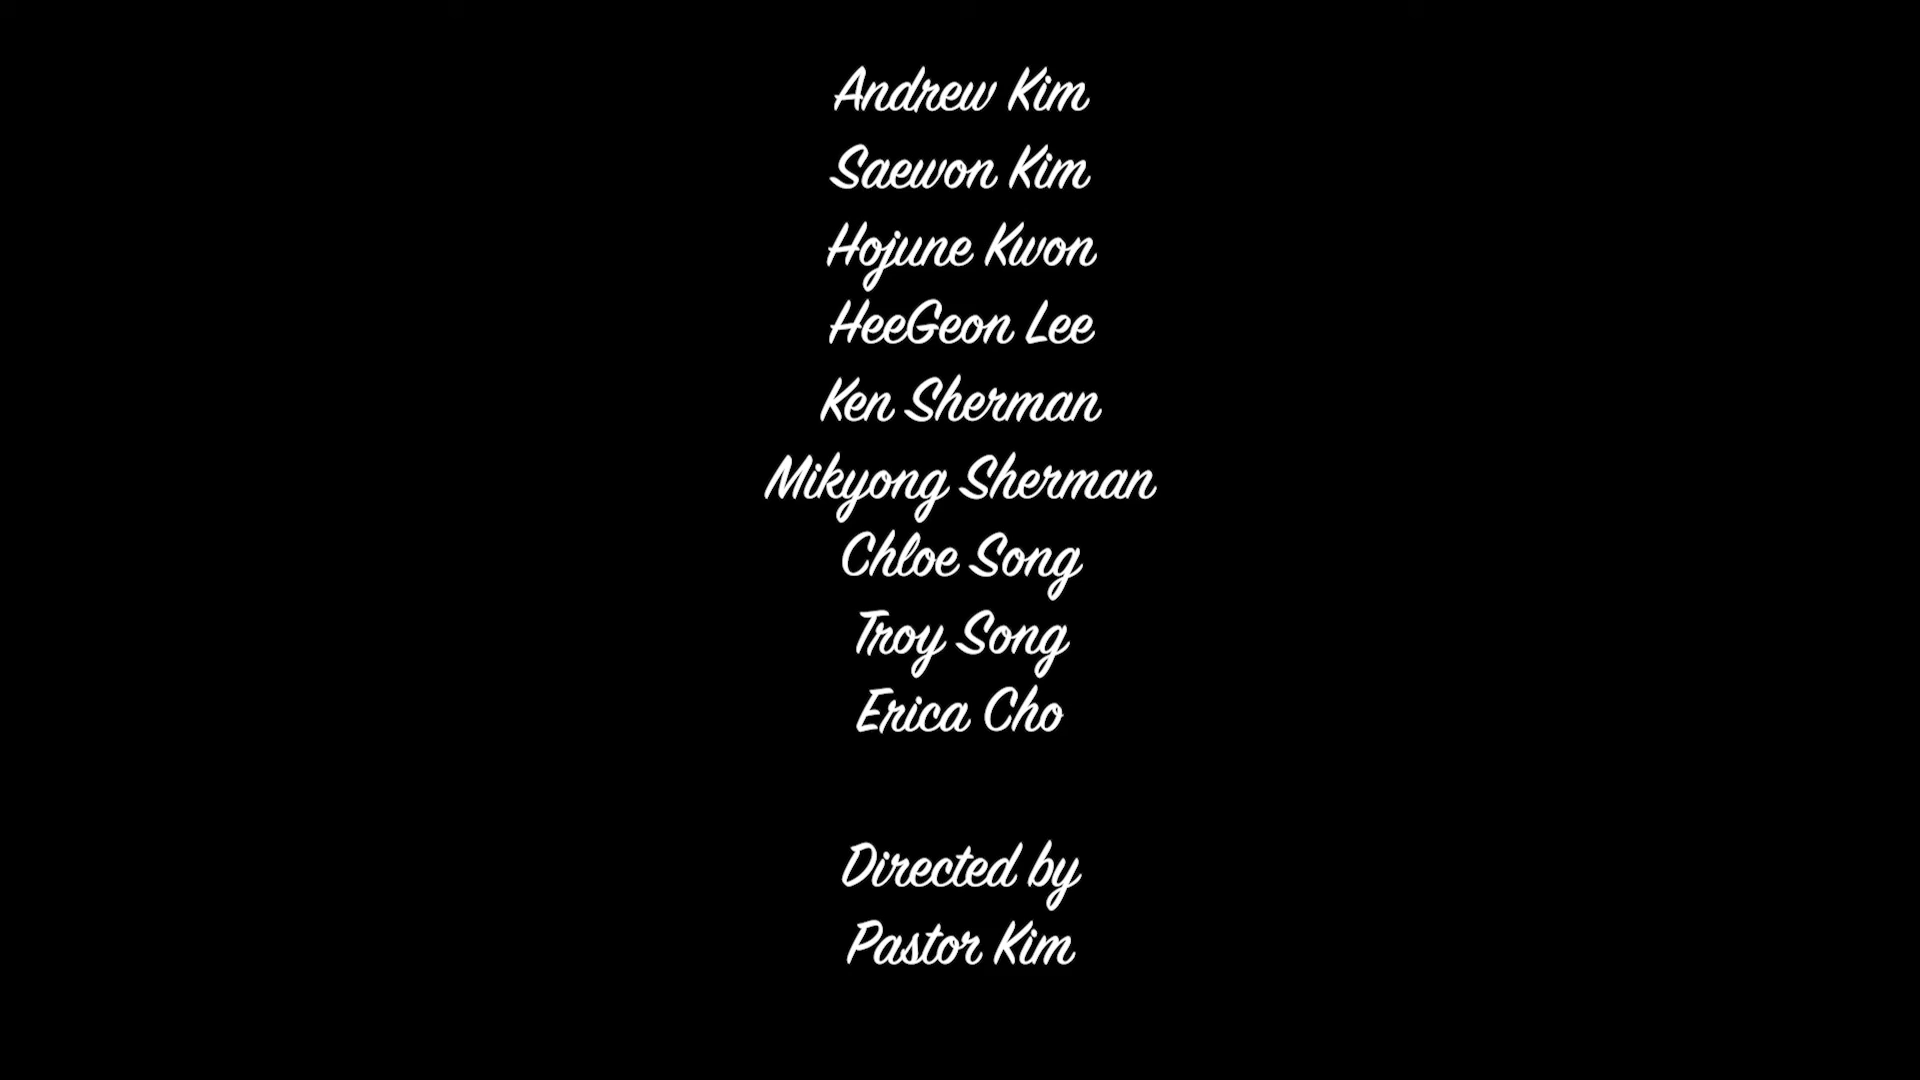 Andrew Kim
Saewon Kim
Hojune Kwon
HeeGeon Lee
Ken Sherman
Mikyong Sherman
Chloe Song
Troy Song
Erica Cho
Directed by
Pastor Kim